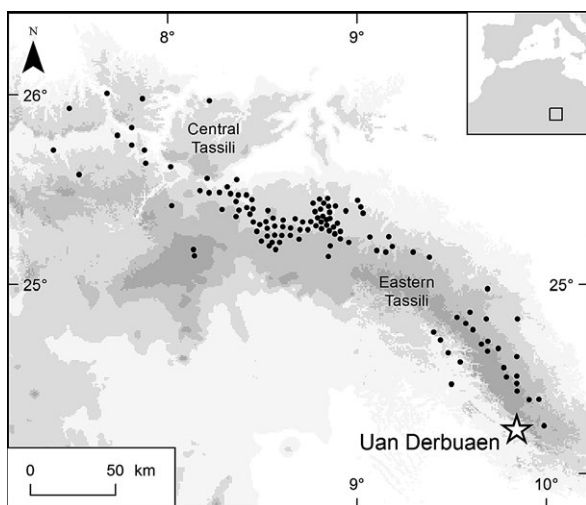 8°
9°
N
26°
Central
Tassili
25°
25°
Eastern
Tassili
Uan Derbuaen
0 50 km
9°
10°